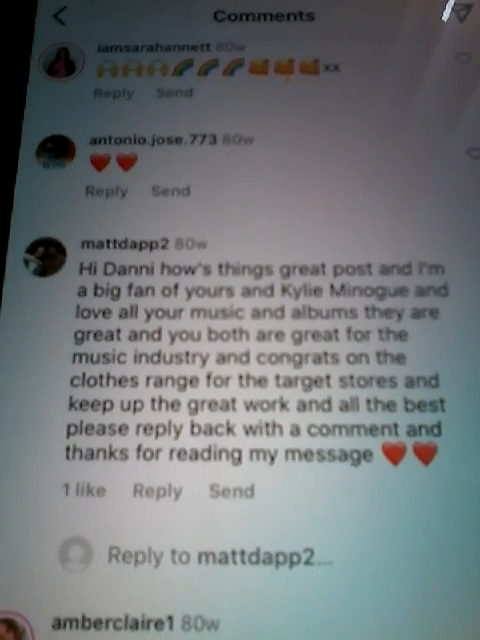 Comments
iamsarahannett 80w
🙌🙌🙌🌈🌈🌈🥰🥰🥰xx
Reply Send
antonio.jose.773 80w
❤️❤️
Reply Send
mattdapp2 80w
Hi Danni how's things great post and I'm
a big fan of yours and Kylie Minogue and
love all your music and albums they are
great and you both are great for the
music industry and congrats on the
clothes range for the target stores and
keep up the great work and all the best
please reply back with a comment and
thanks for reading my message ❤️❤️
1 like Reply Send
Reply to mattdapp2...
amberclaire1 80w